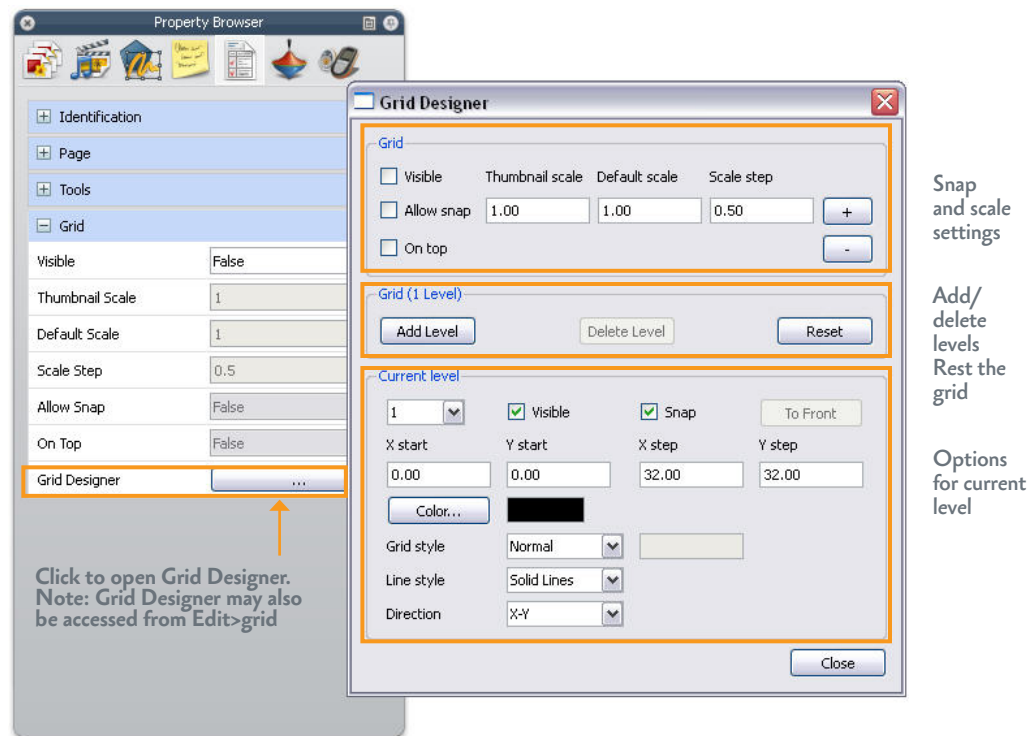 Property Browser
Identification
Page
Tools
Grid
Visible
False
Thumbnail Scale
1
Default Scale
1
Scale Step
0.5
Allow Snap
False
On Top
False
Grid Designer
...
Click to open Grid Designer.
Note: Grid Designer may also
be accessed from Edit>grid
Grid Designer
Grid
Visible
Thumbnail scale
Default scale
Scale step
Allow snap
1.00
1.00
0.50
+
On top
-
Grid (1 Level)
Add Level
Delete Level
Reset
Current level
1
Visible
Snap
To Front
X start
Y start
X step
Y step
0.00
0.00
32.00
32.00
Color...
Grid style
Normal
Line style
Solid Lines
Direction
X-Y
Close
Snap
and scale
settings
Add/
delete
levels
Rest the
grid
Options
for current
level